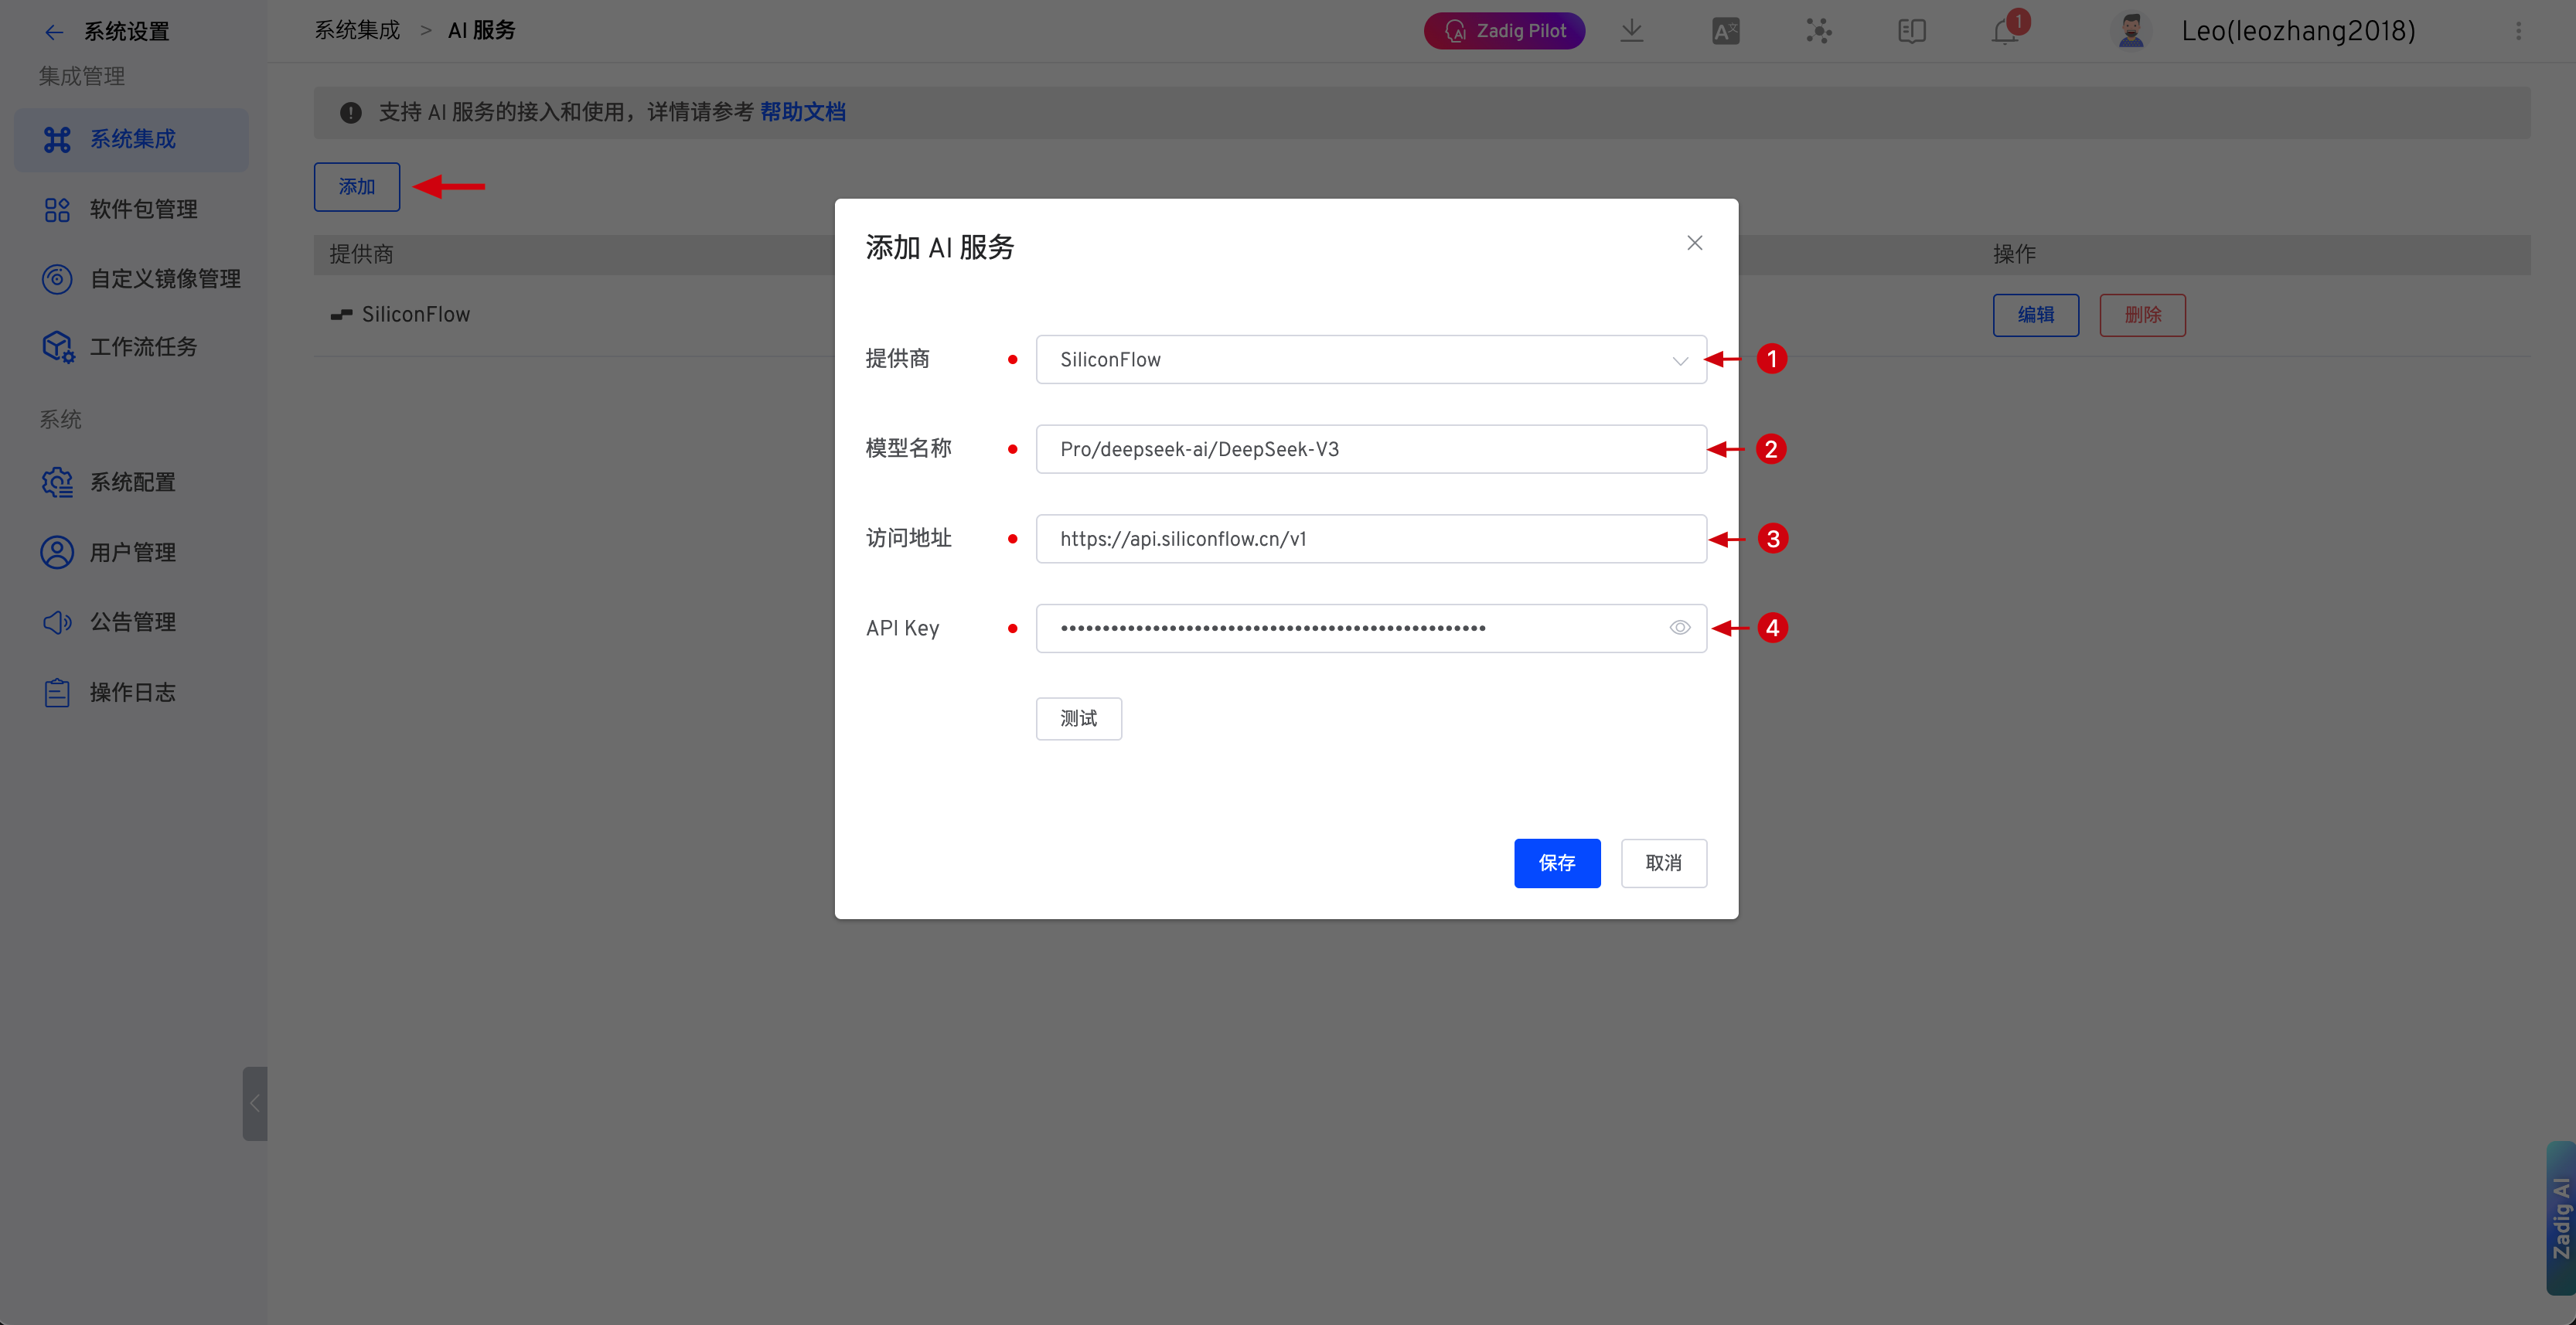 系统设置
系统集成 > AI 服务
AI Zadig Pilot
A文
1
Leo(leozhang2018)
集成管理
系统集成
软件包管理
自定义镜像管理
工作流任务
系统
系统配置
用户管理
公告管理
操作日志
支持 AI 服务的接入和使用，详情请参考 帮助文档
添加
提供商
操作
SiliconFlow
编辑
删除
添加 AI 服务
提供商
SiliconFlow
1
模型名称
Pro/deepseek-ai/DeepSeek-V3
2
访问地址
https://api.siliconflow.cn/v1
3
API Key
4
测试
保存
取消
Zadig AI